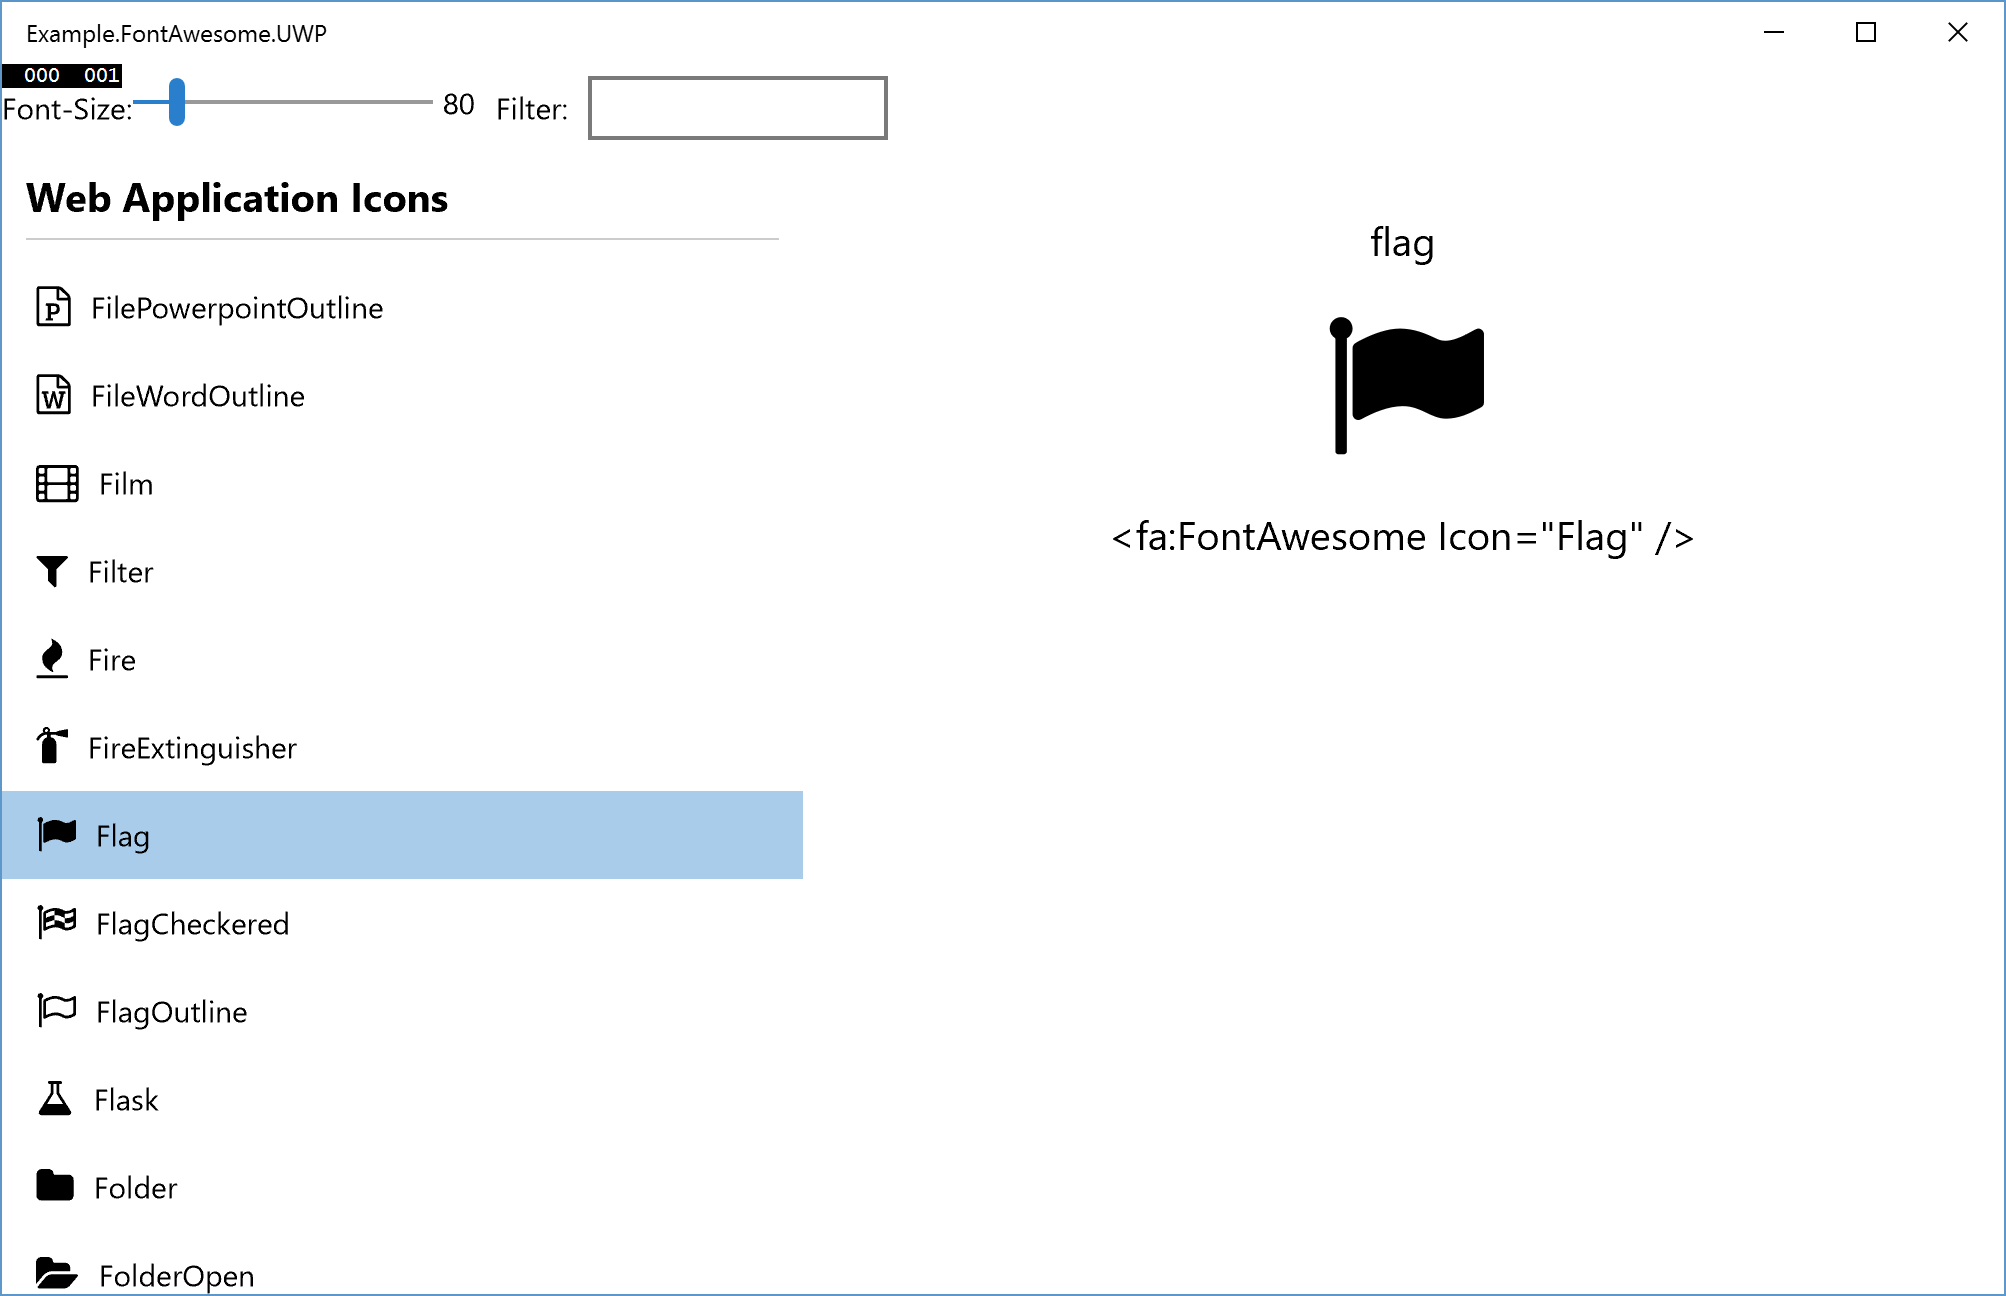 Example.FontAwesome.UWP
000 001
Font-Size: 80 Filter:
Web Application Icons
flag
P FilePowerpointOutline
W FileWordOutline
Film
<fa:FontAwesome Icon="Flag" />
Filter
Fire
FireExtinguisher
Flag
FlagCheckered
FlagOutline
Flask
Folder
FolderOpen